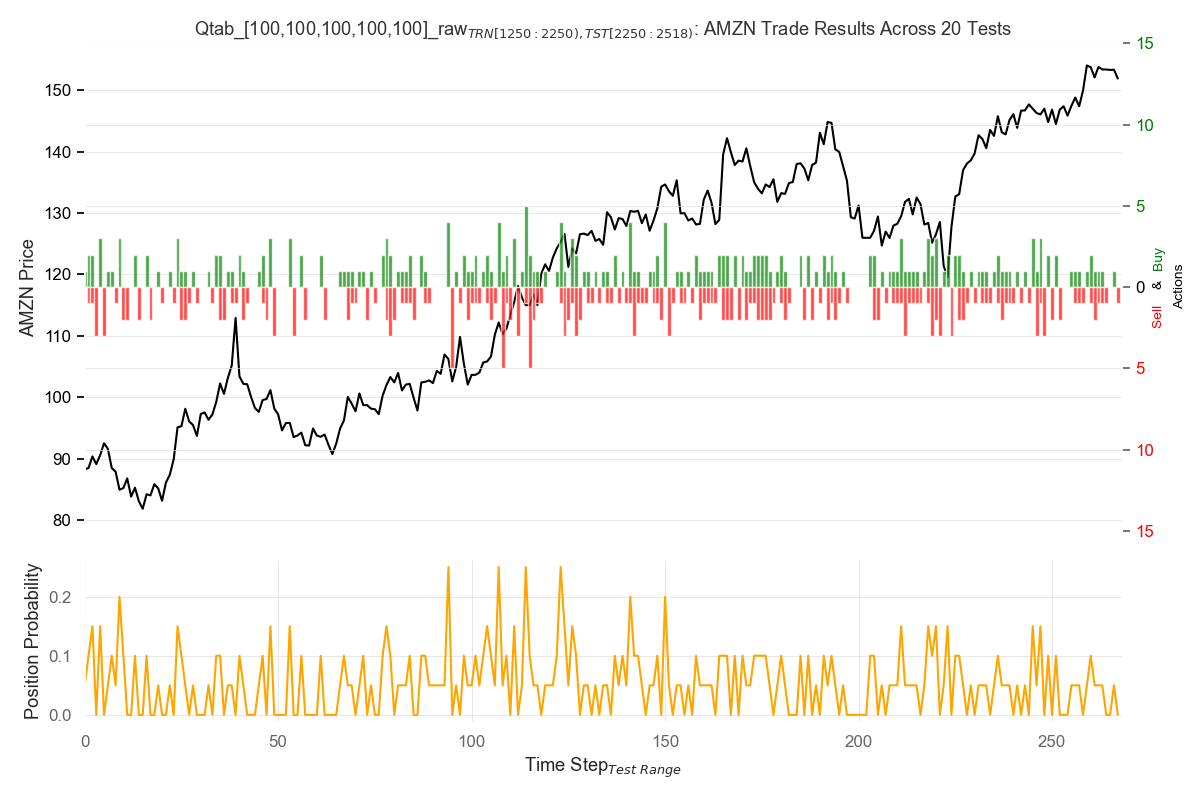 Qtab_[100,100,100,100,100]_raw_TRN[1250:2250),TST[2250:2518): AMZN Trade Results Across 20 Tests
15
150
10
140
130
5
120
0
110
100
5
90
10
80
15
AMZN Price
Sell & Buy
Actions
0.2
0.1
0.0
Position Probability
0 50 100 150 200 250
Time Step Test Range